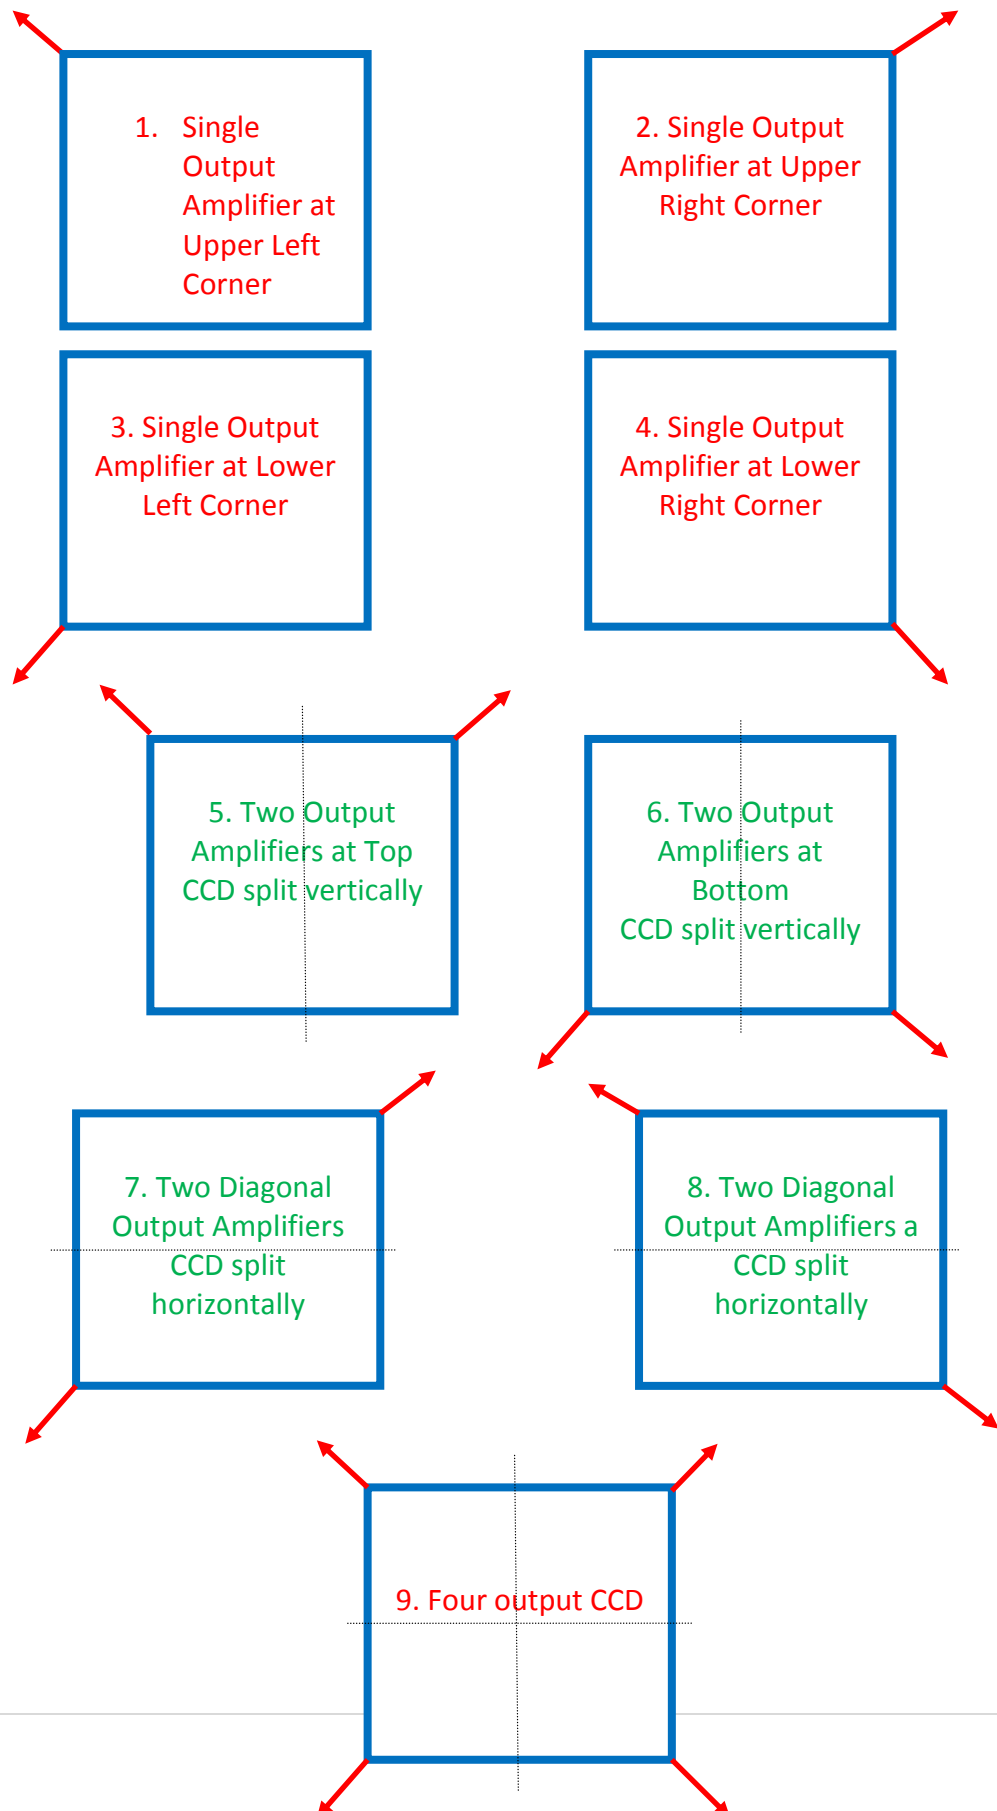 1. Single
Output
Amplifier at
Upper Left
Corner
2. Single Output
Amplifier at Upper
Right Corner
3. Single Output
Amplifier at Lower
Left Corner
4. Single Output
Amplifier at Lower
Right Corner
5. Two Output
Amplifiers at Top
CCD split vertically
6. Two Output
Amplifiers at
Bottom
CCD split vertically
7. Two Diagonal
Output Amplifiers
CCD split
horizontally
8. Two Diagonal
Output Amplifiers a
CCD split
horizontally
9. Four output CCD